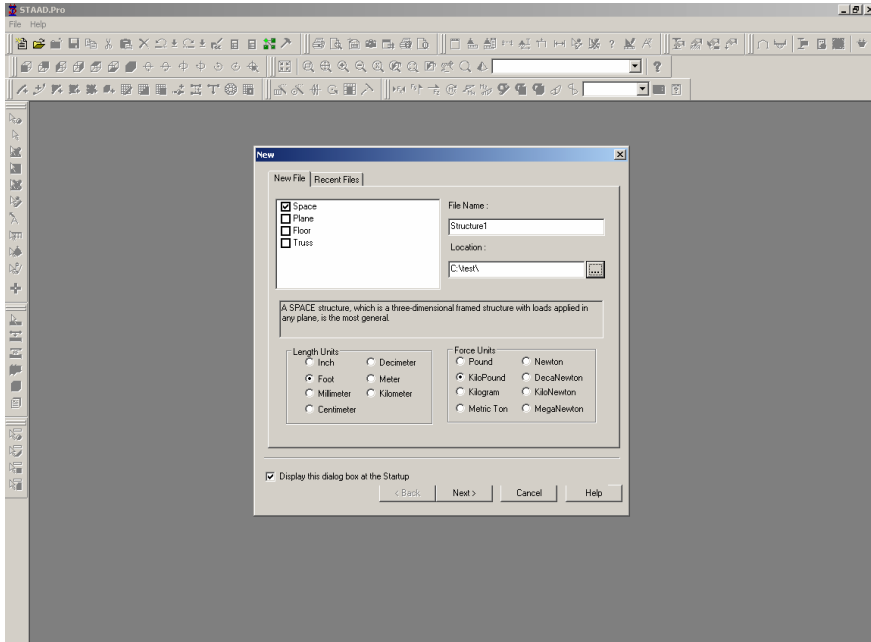 STAAD.Pro
File Help
New
New File Recent Files
Space
Plane
Floor
Truss
File Name :
Structure1
Location :
C:\test\
...
A SPACE structure, which is a three-dimensional framed structure with loads applied in
any plane, is the most general.
Length Units
Inch Decimeter
Foot Meter
Millimeter Kilometer
Centimeter
Force Units
Pound Newton
KiloPound DecaNewton
Kilogram KiloNewton
Metric Ton MegaNewton
Display this dialog box at the Startup
< Back Next > Cancel Help